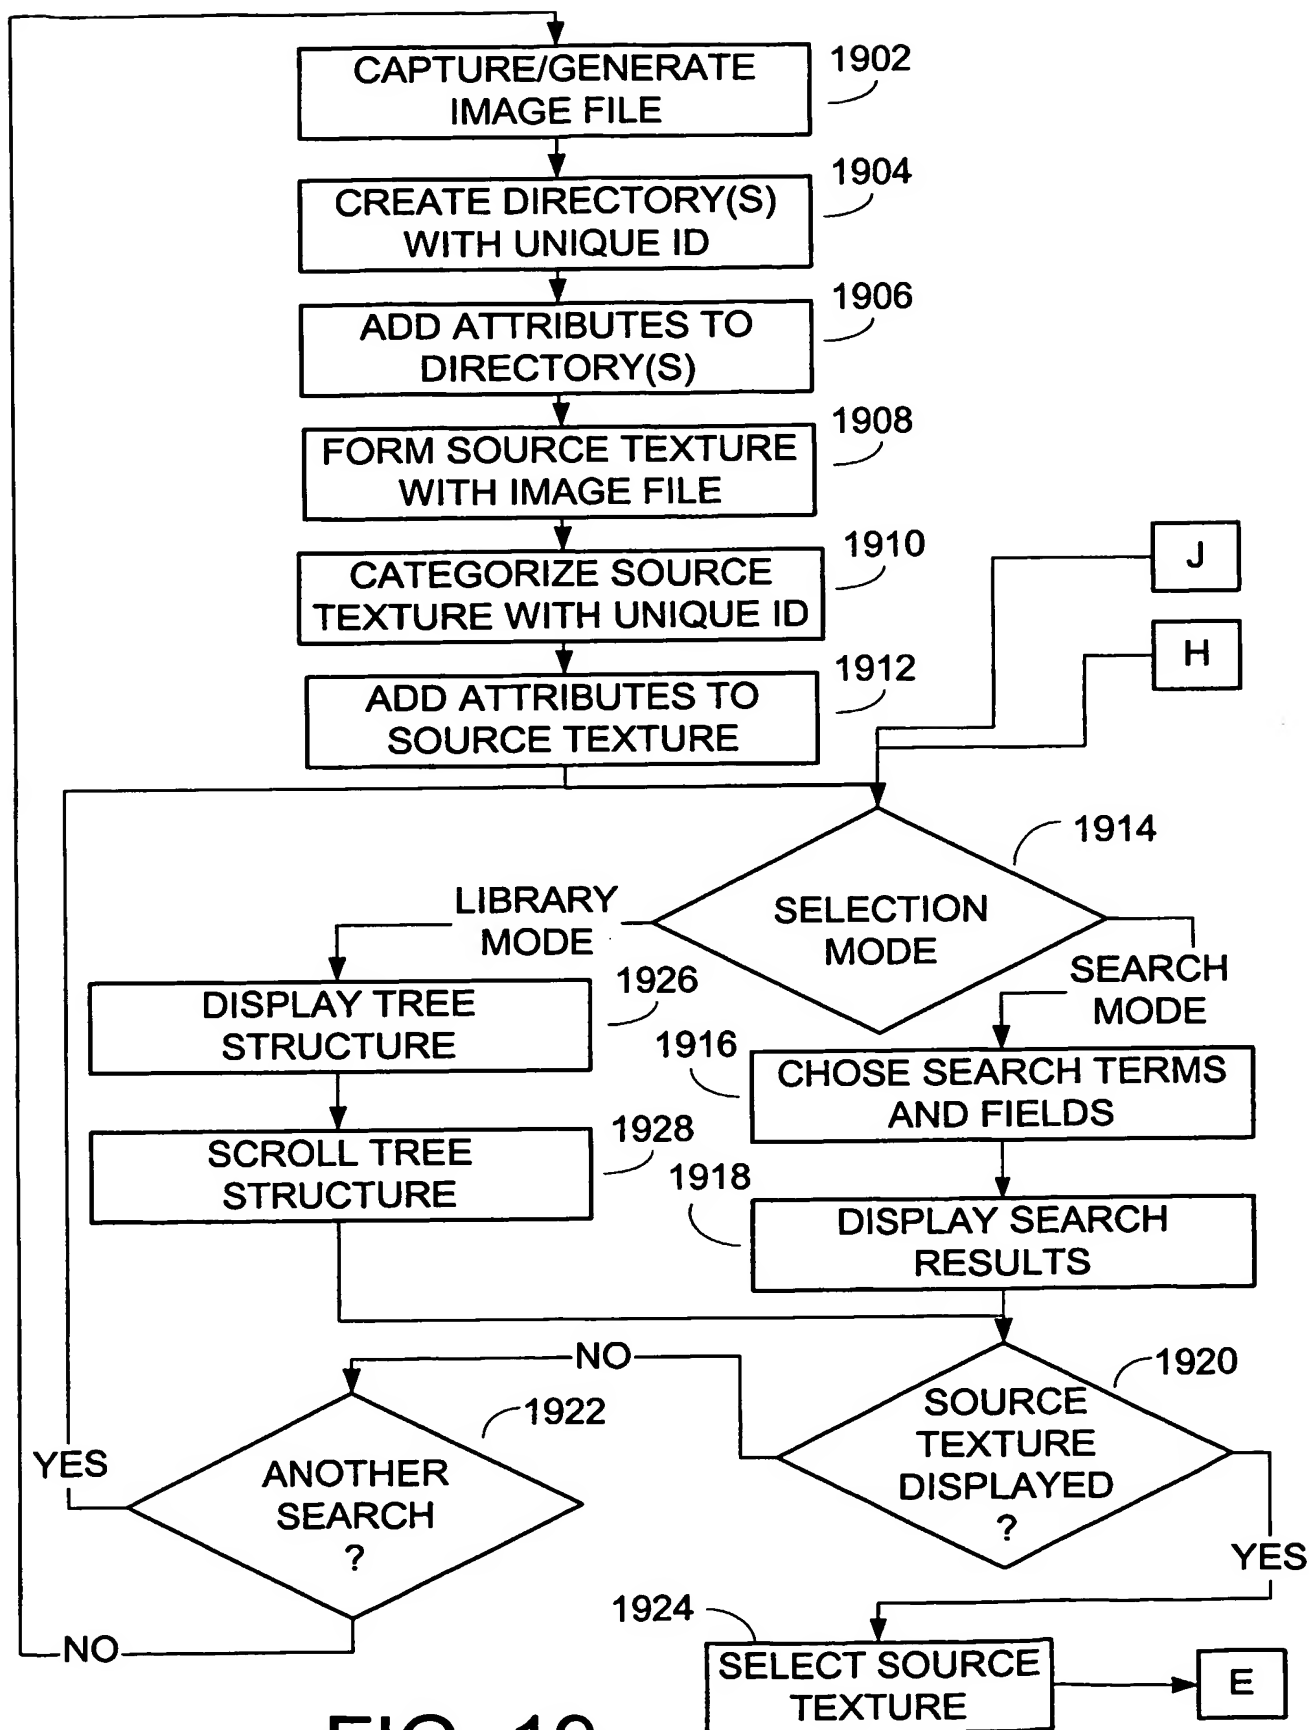 CAPTURE/GENERATE
IMAGE FILE
1902
CREATE DIRECTORY(S)
WITH UNIQUE ID
1904
ADD ATTRIBUTES TO
DIRECTORY(S)
1906
FORM SOURCE TEXTURE
WITH IMAGE FILE
1908
CATEGORIZE SOURCE
TEXTURE WITH UNIQUE ID
1910
J
H
ADD ATTRIBUTES TO
SOURCE TEXTURE
1912
SELECTION
MODE
1914
LIBRARY
MODE
SEARCH
MODE
DISPLAY TREE
STRUCTURE
1926
1916
CHOSE SEARCH TERMS
AND FIELDS
SCROLL TREE
STRUCTURE
1928
1918
DISPLAY SEARCH
RESULTS
NO
SOURCE
TEXTURE
DISPLAYED
?
1920
YES
ANOTHER
SEARCH
?
1922
YES
NO
1924
SELECT SOURCE
TEXTURE
E